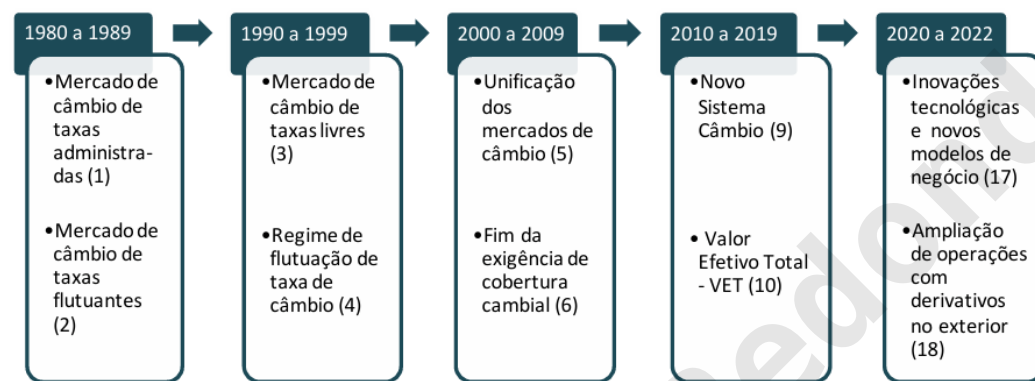 1980 a 1989
•Mercado de
câmbio de
taxas
administra-
das (1)
•Mercado de
câmbio de
taxas
flutuantes
(2)
1990 a 1999
•Mercado de
câmbio de
taxas livres
(3)
•Regime de
flutuação de
taxa de
câmbio (4)
2000 a 2009
•Unificação
dos
mercados de
câmbio (5)
•Fim da
exigência de
cobertura
cambial (6)
2010 a 2019
•Novo
Sistema
Câmbio (9)
• Valor
Efetivo Total
- VET (10)
2020 a 2022
•Inovações
tecnológicas
e novos
modelos de
negócio (17)
•Ampliação
de operações
com
derivativos
no exterior
(18)